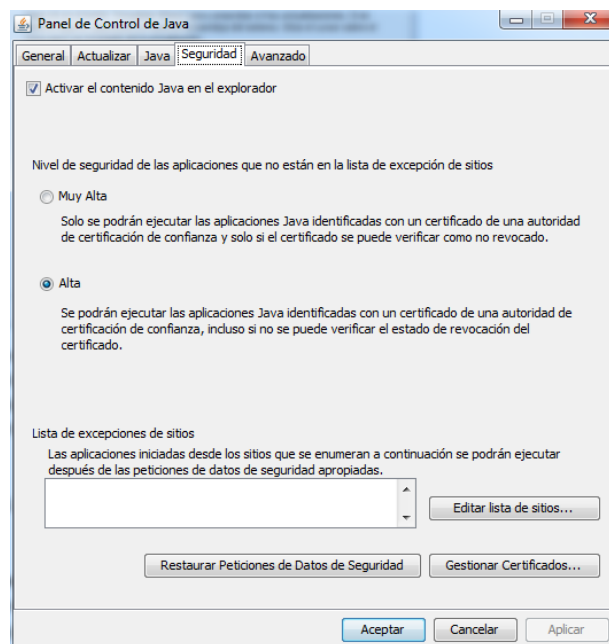 Panel de Control de Java
General Actualizar Java Seguridad Avanzado
Activar el contenido Java en el explorador
Nivel de seguridad de las aplicaciones que no están en la lista de excepción de sitios
Muy Alta
Solo se podrán ejecutar las aplicaciones Java identificadas con un certificado de una autoridad
de certificación de confianza y solo si el certificado se puede verificar como no revocado.
Alta
Se podrán ejecutar las aplicaciones Java identificadas con un certificado de una autoridad de
certificación de confianza, incluso si no se puede verificar el estado de revocación del
certificado.
Lista de excepciones de sitios
Las aplicaciones iniciadas desde los sitios que se enumeran a continuación se podrán ejecutar
después de las peticiones de datos de seguridad apropiadas.
Editar lista de sitios...
Restaurar Peticiones de Datos de Seguridad Gestionar Certificados...
Aceptar Cancelar Aplicar